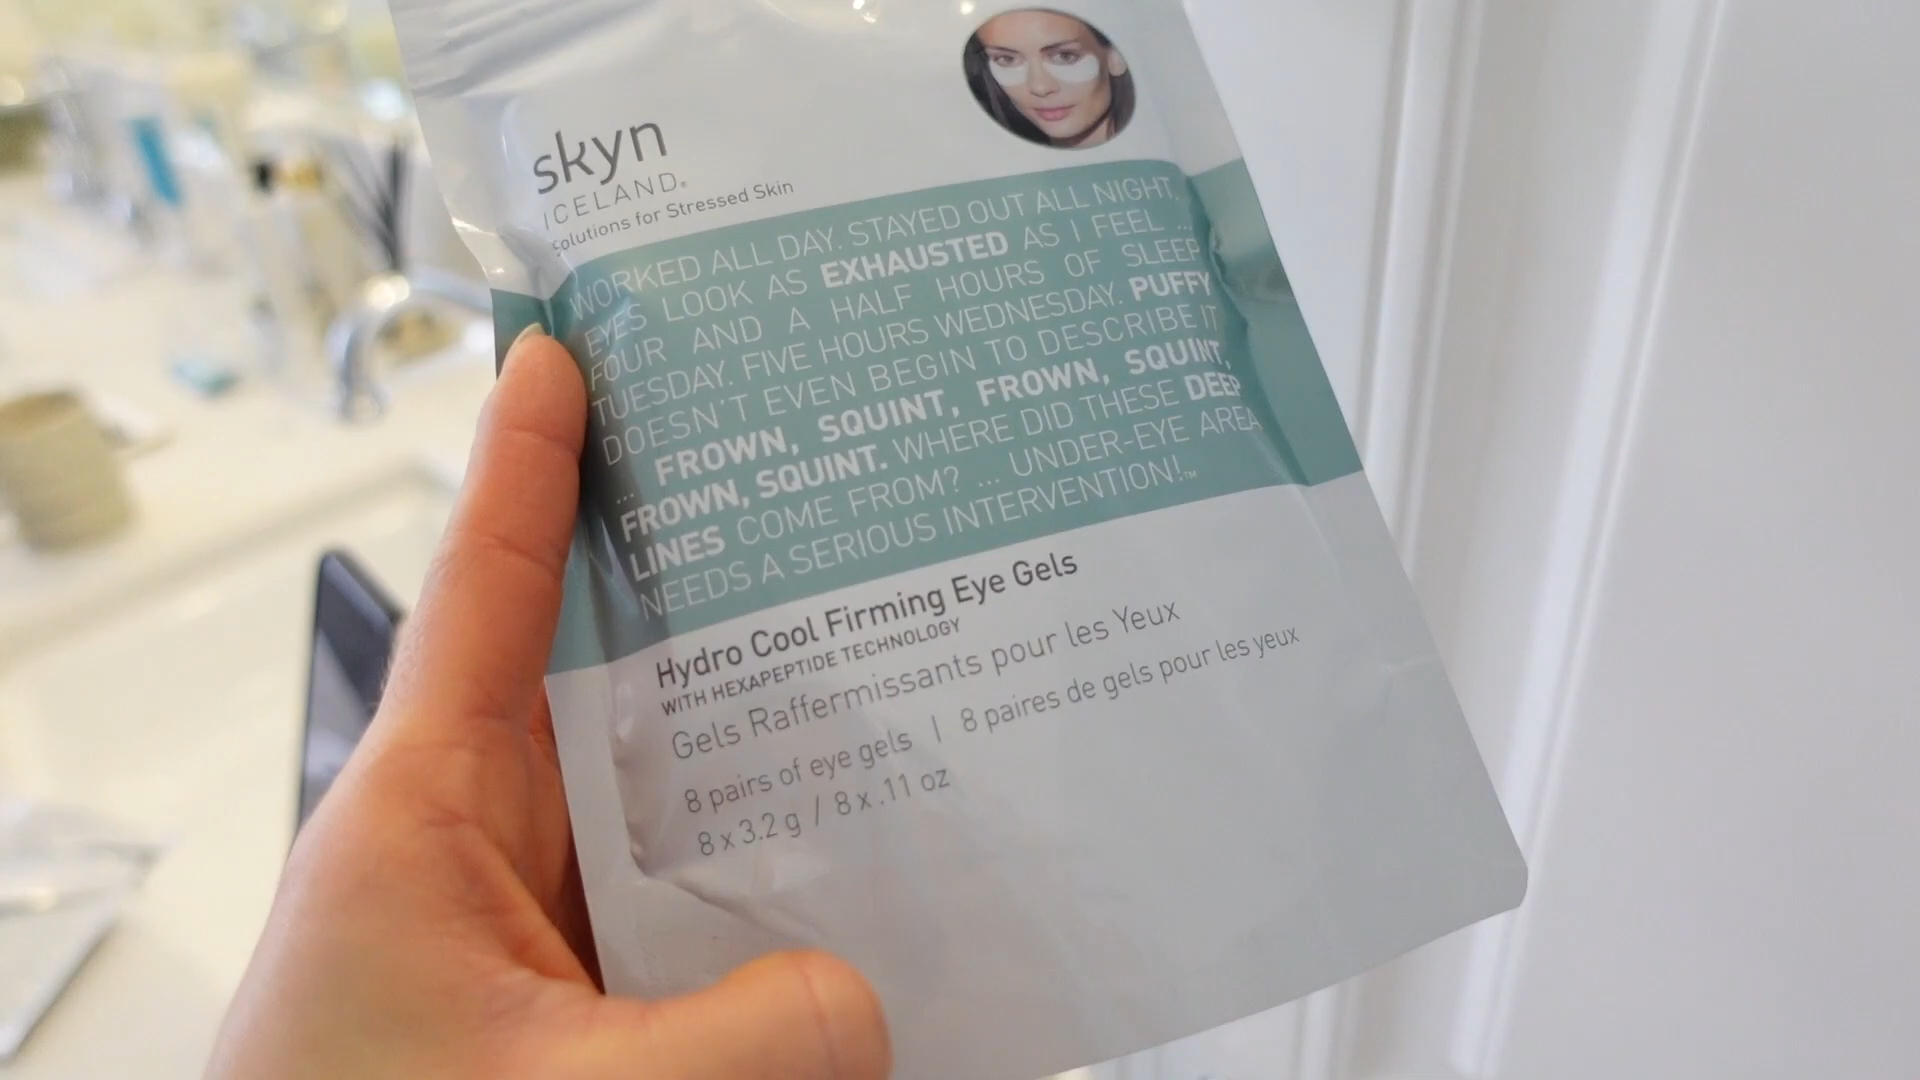 skyn
ICELAND®
Solutions for Stressed Skin
WORKED ALL DAY. STAYED OUT ALL NIGHT.
EYES LOOK AS EXHAUSTED AS I FEEL ...
FOUR AND A HALF HOURS OF SLEEP
TUESDAY. FIVE HOURS WEDNESDAY. PUFFY
DOESN'T EVEN BEGIN TO DESCRIBE IT
... FROWN, SQUINT, FROWN, SQUINT,
FROWN, SQUINT. WHERE DID THESE DEEP
LINES COME FROM? ... UNDER-EYE AREA
NEEDS A SERIOUS INTERVENTION!™
Hydro Cool Firming Eye Gels
WITH HEXAPEPTIDE TECHNOLOGY
Gels Raffermissants pour les Yeux
8 pairs of eye gels | 8 paires de gels pour les yeux
8 x 3.2 g / 8 x .11 oz